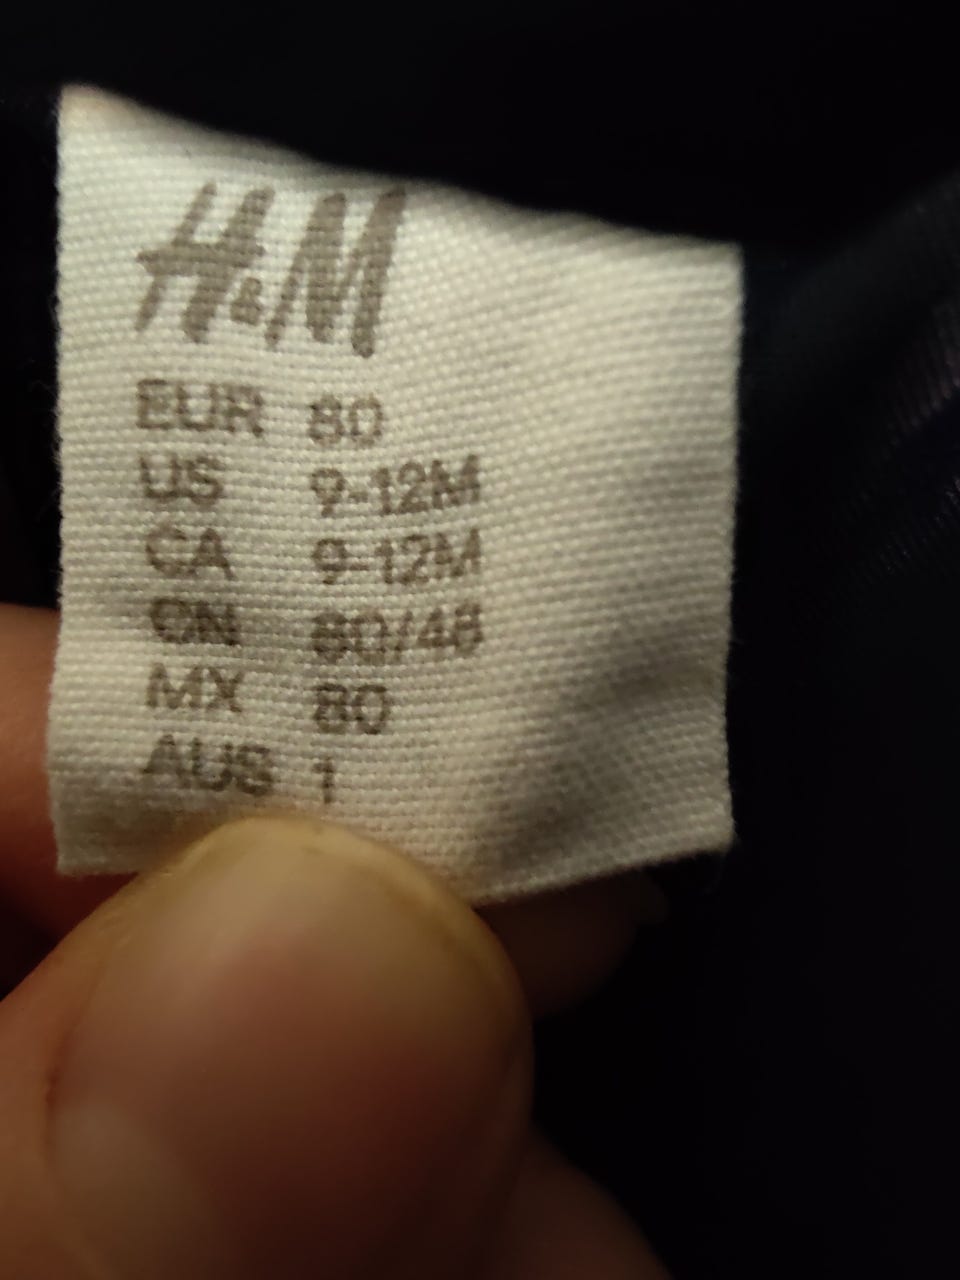 H&M
EUR 80
US 9-12M
CA 9-12M
CN 80/48
MX 80
AUS 1